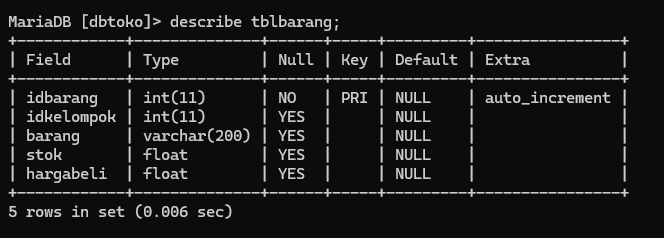 MariaDB [dbtoko]> describe tblbarang;
+------------+--------------+------+-----+---------+----------------+
| Field      | Type         | Null | Key | Default | Extra          |
+------------+--------------+------+-----+---------+----------------+
| idbarang   | int(11)      | NO   | PRI | NULL    | auto_increment |
| idkelompok | int(11)      | YES  |     | NULL    |                |
| barang     | varchar(200) | YES  |     | NULL    |                |
| stok       | float        | YES  |     | NULL    |                |
| hargabeli  | float        | YES  |     | NULL    |                |
+------------+--------------+------+-----+---------+----------------+
5 rows in set (0.006 sec)